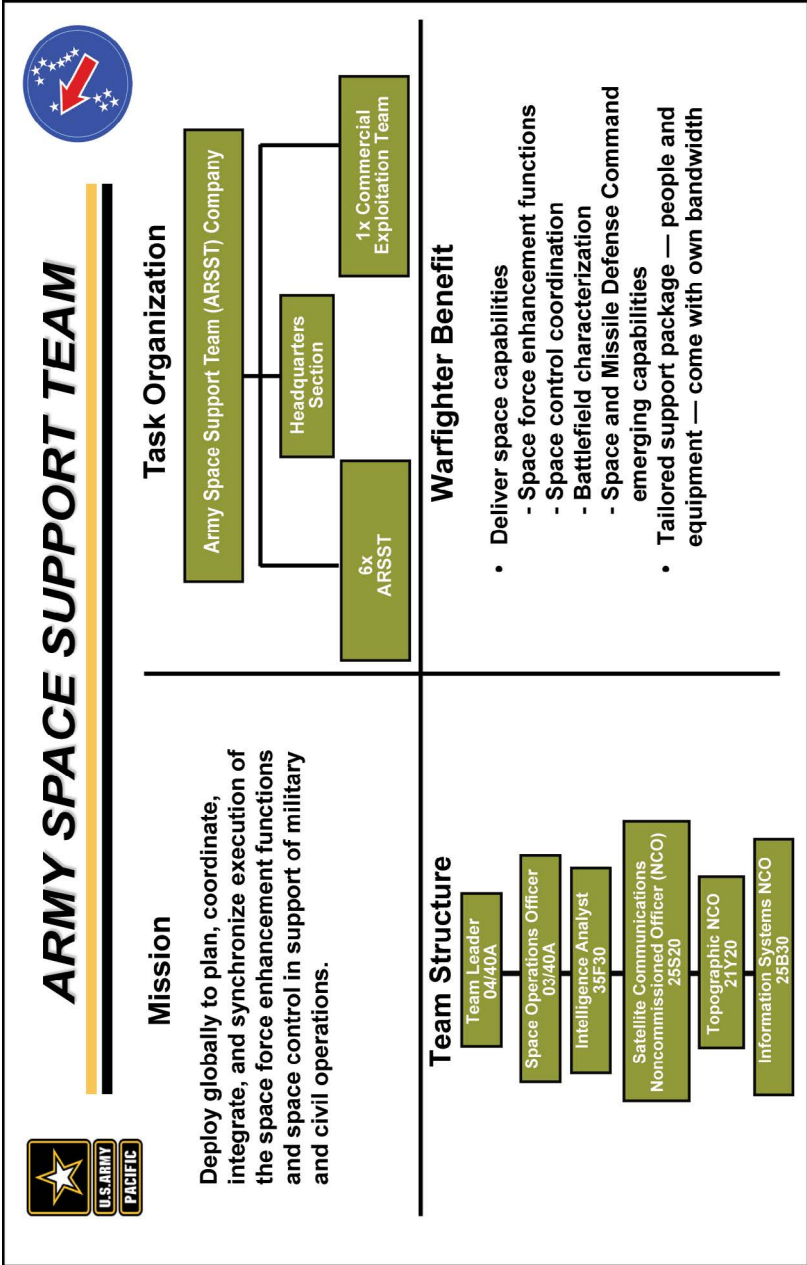 U.S.ARMY
PACIFIC
ARMY SPACE SUPPORT TEAM
Mission
Deploy globally to plan, coordinate,
integrate, and synchronize execution of
the space force enhancement functions
and space control in support of military
and civil operations.
Task Organization
Army Space Support Team (ARSST) Company
Headquarters
Section
6x
ARSST
1x Commercial
Exploitation Team
Team Structure
Team Leader
04/40A
Space Operations Officer
03/40A
Intelligence Analyst
35F30
Satellite Communications
Noncommissioned Officer (NCO)
25S20
Topographic NCO
21Y20
Information Systems NCO
25B30
Warfighter Benefit
• Deliver space capabilities
- Space force enhancement functions
- Space control coordination
- Battlefield characterization
- Space and Missile Defense Command
emerging capabilities
• Tailored support package — people and
equipment — come with own bandwidth